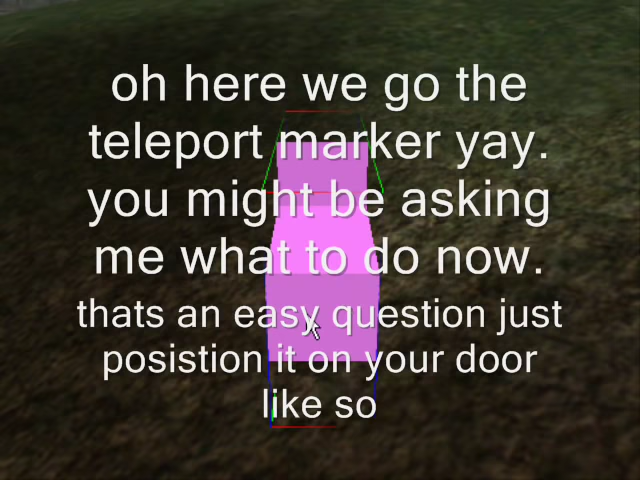 oh here we go the
teleport marker yay.
you might be asking
me what to do now.
thats an easy question just
posistion it on your door
like so